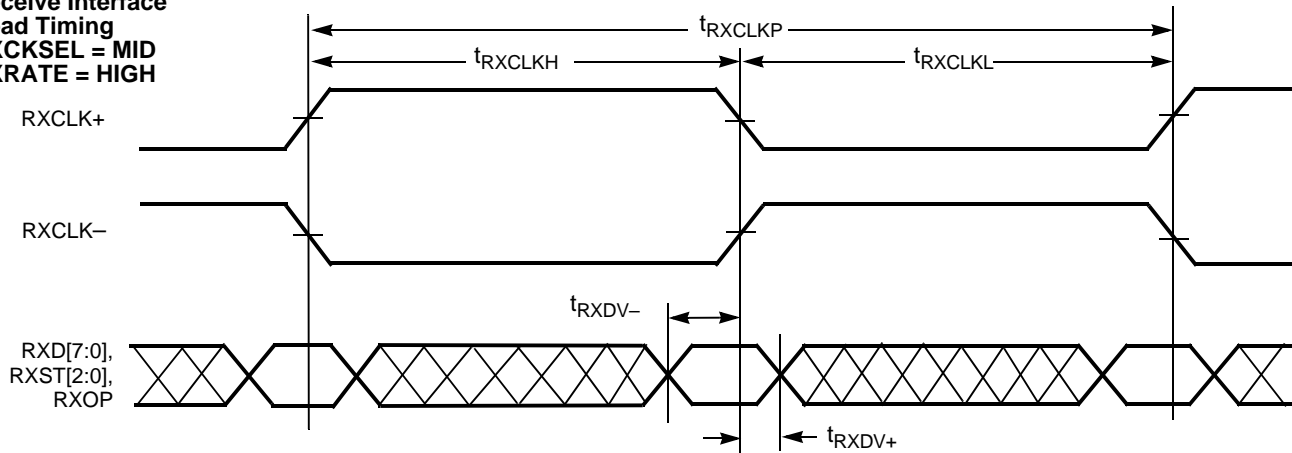 ceive Interface
ad Timing
CKSEL = MID
RATE = HIGH
tRXCLKP
tRXCLKH
tRXCLKL
RXCLK+
RXCLK–
tRXDV–
RXD[7:0],
RXST[2:0],
RXOP
tRXDV+